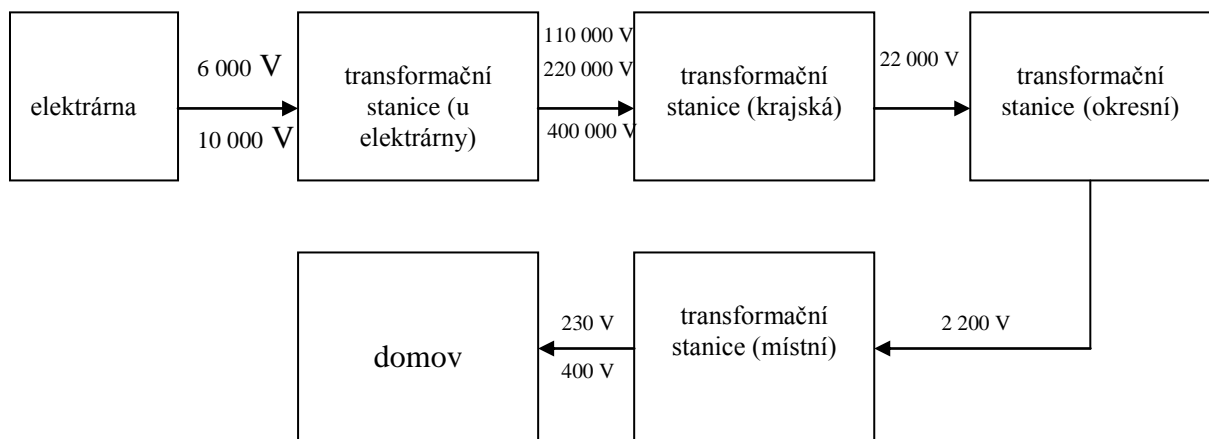 elektrárna
6 000 V
10 000 V
transformační
stanice (u
elektrárny)
110 000 V
220 000 V
400 000 V
transformační
stanice (krajská)
22 000 V
transformační
stanice (okresní)
2 200 V
transformační
stanice (místní)
230 V
400 V
domov